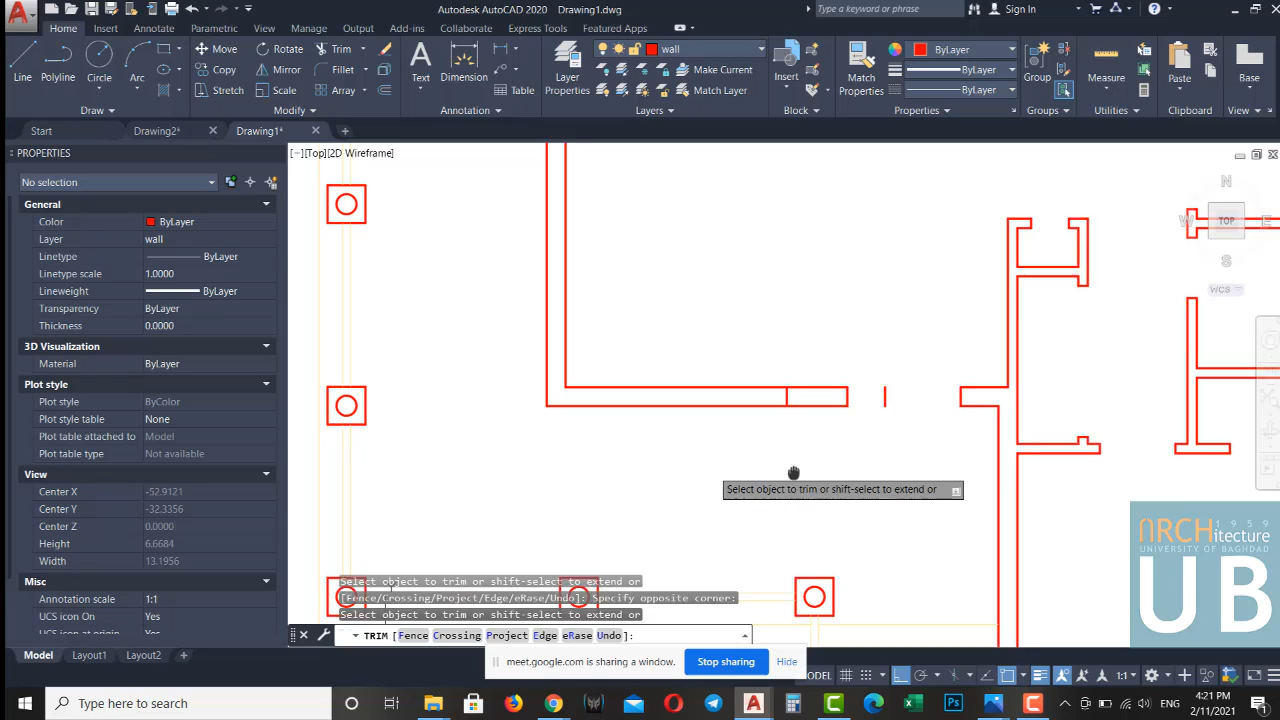 Autodesk AutoCAD 2020 Drawing1.dwg
Type a keyword or phrase
Sign In
Home Insert Annotate Parametric View Manage Output Add-ins Collaborate Express Tools Featured Apps
Line Polyline Circle Arc
Move Rotate Trim
Copy Mirror Fillet
Stretch Scale Array
Text Dimension Table
Layer Properties
wall
Make Current
Match Layer
Insert
Match Properties
ByLayer
ByLayer
ByLayer
Group
Measure
Paste
Base
Draw Modify Annotation Layers Block Properties Groups Utilities Clipboard View
Start Drawing2* Drawing1*
PROPERTIES
[−][Top][2D Wireframe]
No selection
General
Color ByLayer
Layer wall
Linetype ByLayer
Linetype scale 1.0000
Lineweight ByLayer
Transparency ByLayer
Thickness 0.0000
3D Visualization
Material ByLayer
Plot style
Plot style ByColor
Plot style table None
Plot table attached to Model
Plot table type Not available
View
Center X -52.9121
Center Y -32.3356
Center Z 0.0000
Height 6.6684
Width 13.1956
Misc
Annotation scale 1:1
UCS icon On Yes
UCS icon at origin Yes
N
W TOP E
S
WCS
Select object to trim or shift-select to extend or
ARCHitecture
1959
UNIVERSITY OF BAGHDAD
UB
Select object to trim or shift-select to extend or
[Fence/Crossing/Project/Edge/eRase/Undo]: Specify opposite corner:
Select object to trim or shift-select to extend or
TRIM [Fence Crossing Project Edge eRase Undo]:
Model Layout1 Layout2
meet.google.com is sharing a window. Stop sharing Hide
MODEL
1:1
Type here to search
ENG
4:21 PM
2/11/2021